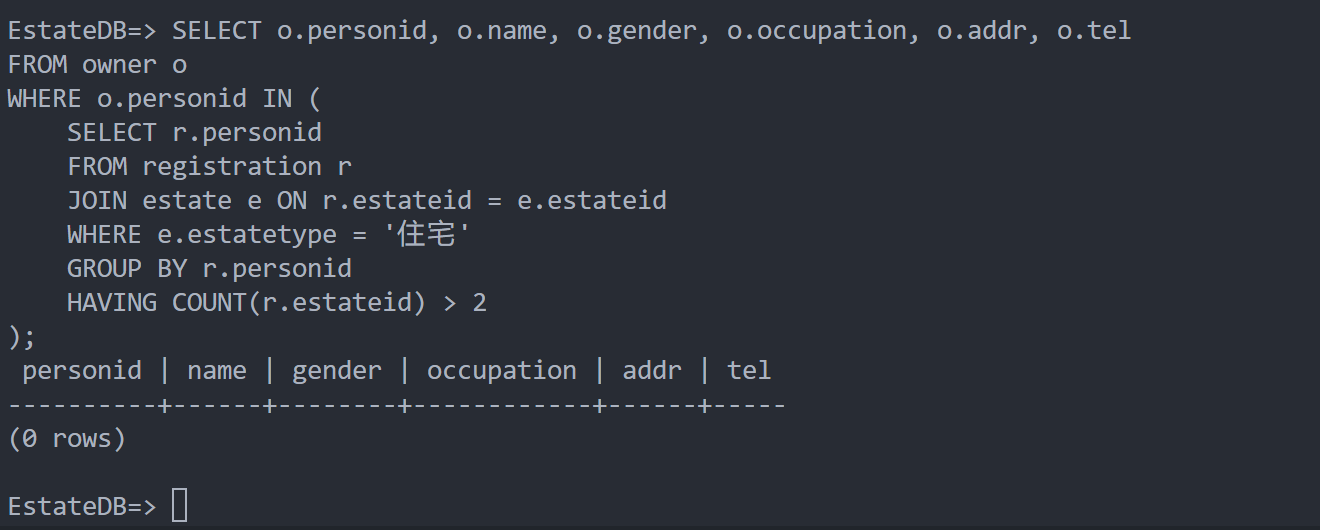 EstateDB=> SELECT o.personid, o.name, o.gender, o.occupation, o.addr, o.tel
FROM owner o
WHERE o.personid IN (
    SELECT r.personid
    FROM registration r
    JOIN estate e ON r.estateid = e.estateid
    WHERE e.estatetype = '住宅'
    GROUP BY r.personid
    HAVING COUNT(r.estateid) > 2
);
 personid | name | gender | occupation | addr | tel
----------+------+--------+------------+------+-----
(0 rows)
EstateDB=>